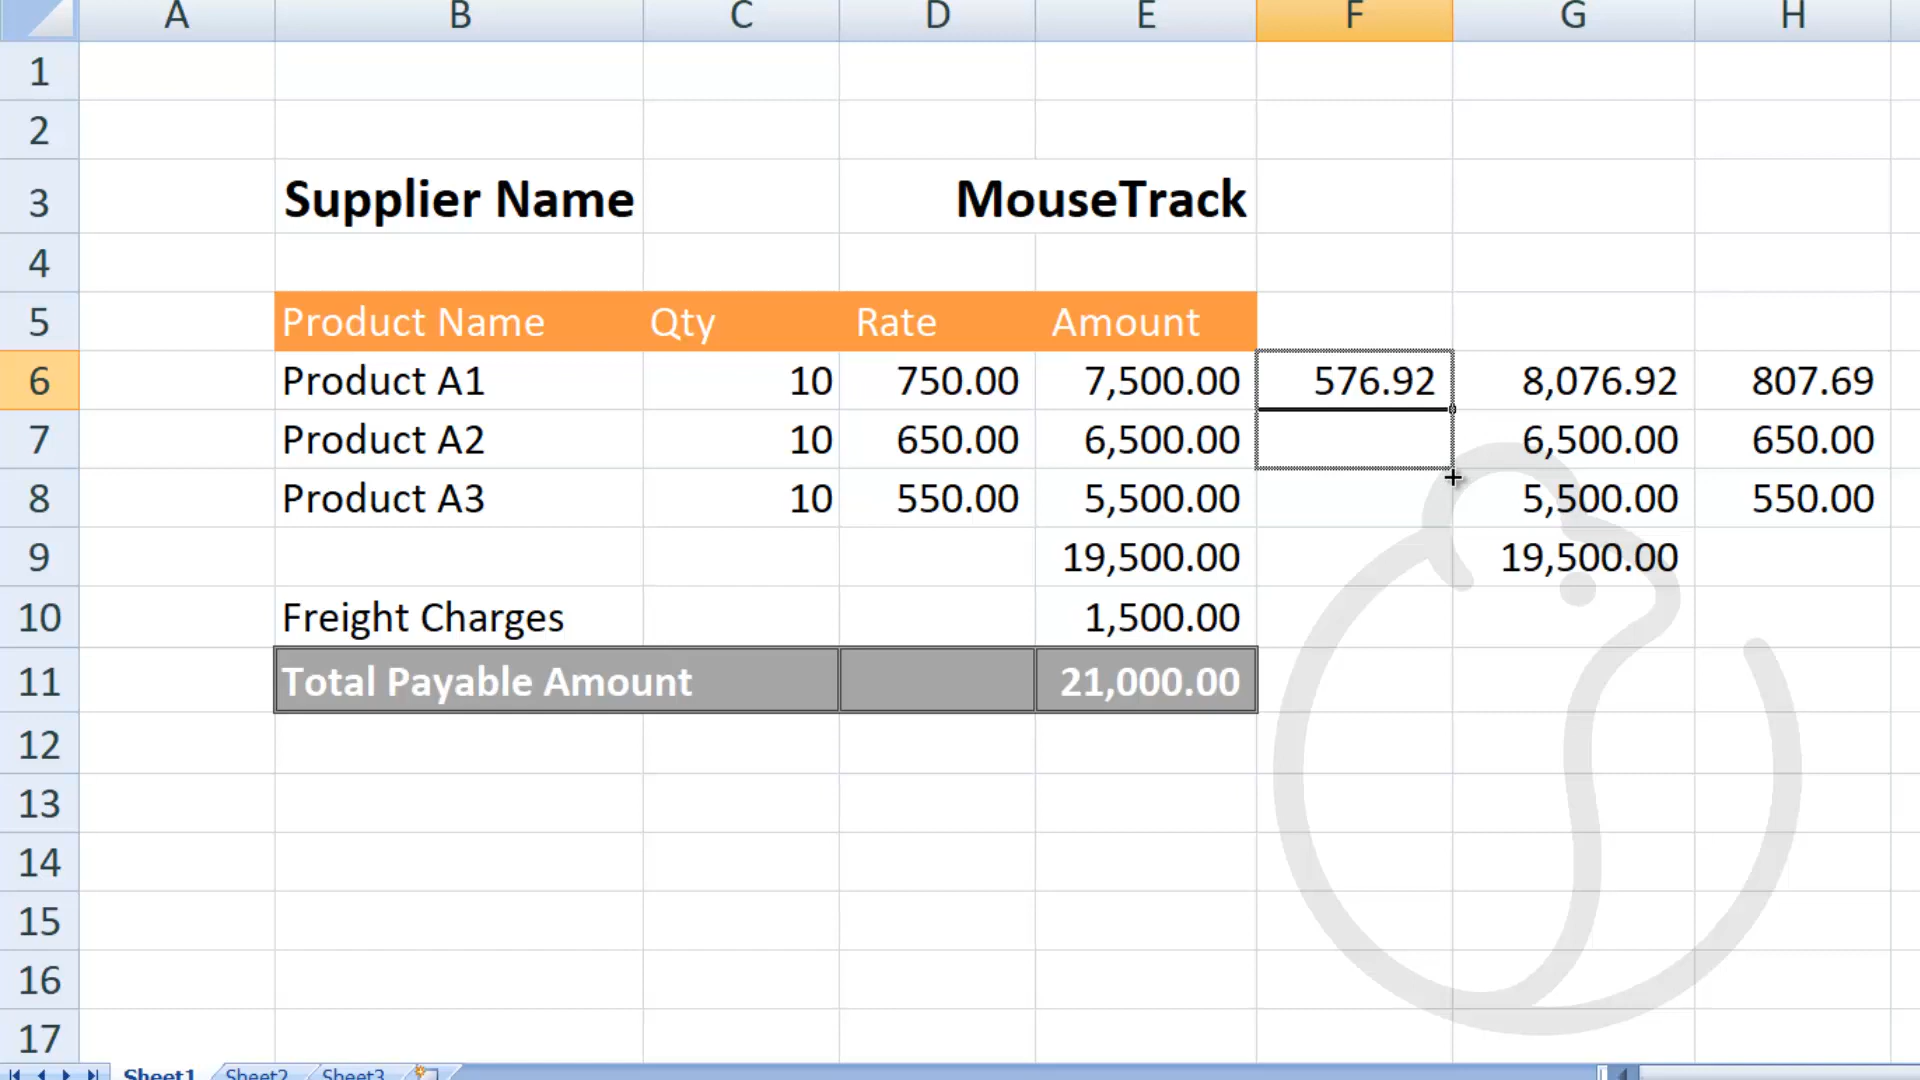 A B C D E F G H
1
2
3 Supplier Name MouseTrack
4
5 Product Name Qty Rate Amount
6 Product A1 10 750.00 7,500.00 576.92 8,076.92 807.69
7 Product A2 10 650.00 6,500.00 6,500.00 650.00
8 Product A3 10 550.00 5,500.00 5,500.00 550.00
9 19,500.00 19,500.00
10 Freight Charges 1,500.00
11 Total Payable Amount 21,000.00
12
13
14
15
16
17
Sheet1 Sheet2 Sheet3